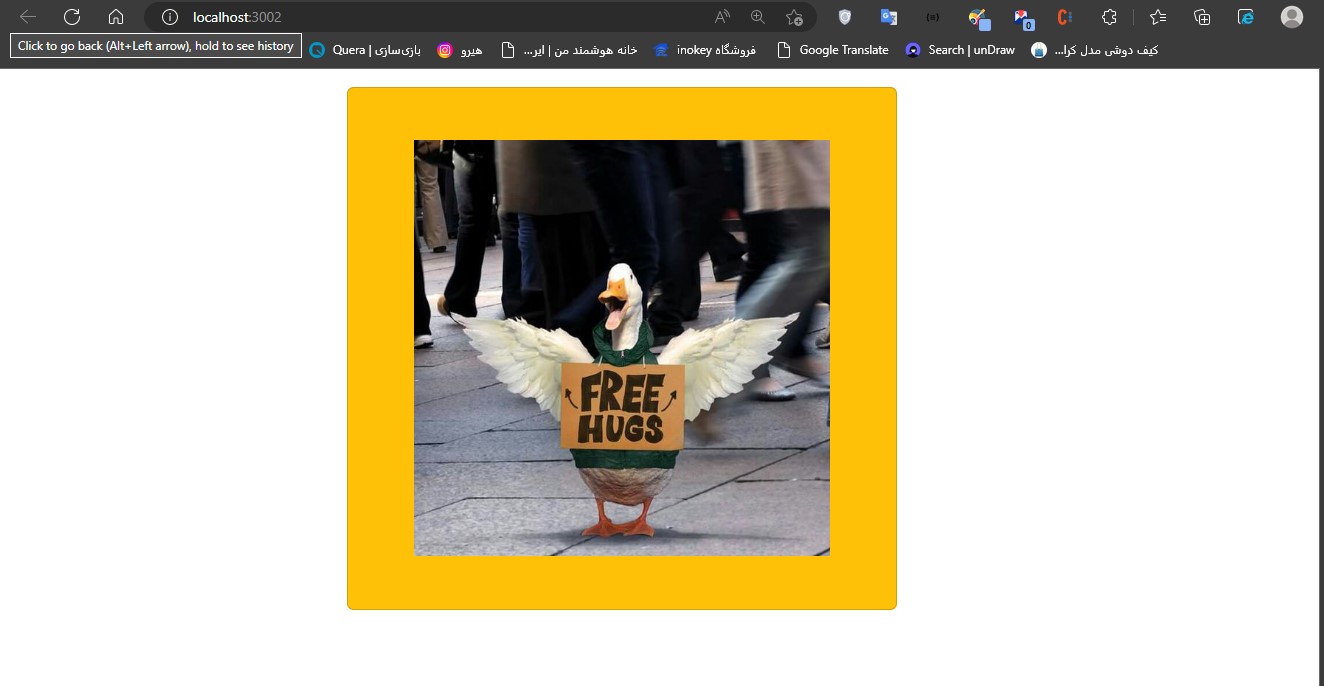 localhost:3002
Click to go back (Alt+Left arrow), hold to see history
Quera | بازی‌سازی
هیرو
خانه هوشمند من | ایر...
فروشگاه inokey
Google Translate
Search | unDraw
کیف دوشی مدل کرا...
0
FREE
HUGS